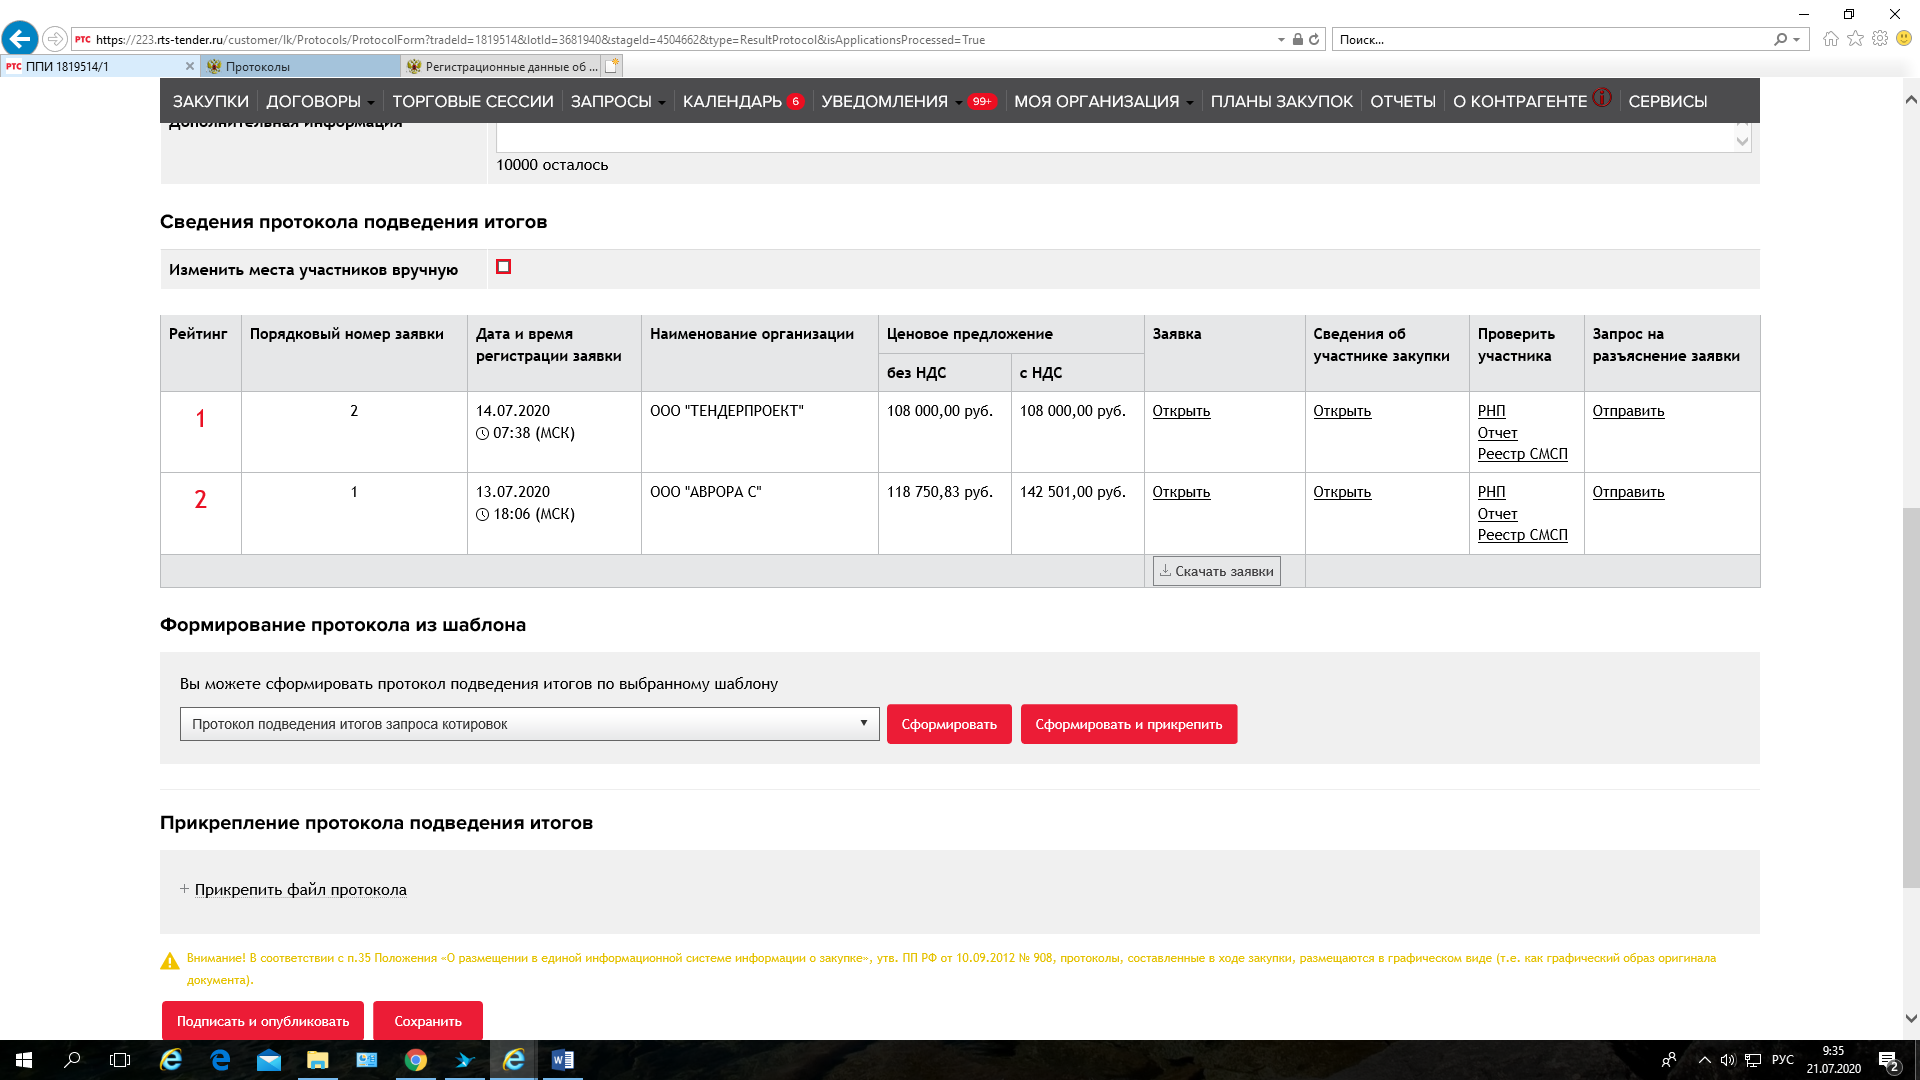 https://223.rts-tender.ru/customer/lk/Protocols/ProtocolForm?tradeId=1819514&lotId=3681940&stageId=4504662&type=ResultProtocol&isApplicationsProcessed=True
Поиск...
РТС ППИ 1819514/1
Протоколы
Регистрационные данные об ...
ЗАКУПКИ ДОГОВОРЫ ТОРГОВЫЕ СЕССИИ ЗАПРОСЫ КАЛЕНДАРЬ 6 УВЕДОМЛЕНИЯ 99+ МОЯ ОРГАНИЗАЦИЯ ПЛАНЫ ЗАКУПОК ОТЧЕТЫ О КОНТРАГЕНТЕ СЕРВИСЫ
Дополнительная информация
10000 осталось
Сведения протокола подведения итогов
Изменить места участников вручную
Рейтинг
Порядковый номер заявки
Дата и время
регистрации заявки
Наименование организации
Ценовое предложение
без НДС
с НДС
Заявка
Сведения об
участнике закупки
Проверить
участника
Запрос на
разъяснение заявки
1
2
14.07.2020
07:38 (МСК)
ООО "ТЕНДЕРПРОЕКТ"
108 000,00 руб.
108 000,00 руб.
Открыть
Открыть
РНП
Отчет
Реестр СМСП
Отправить
2
1
13.07.2020
18:06 (МСК)
ООО "АВРОРА С"
118 750,83 руб.
142 501,00 руб.
Открыть
Открыть
РНП
Отчет
Реестр СМСП
Отправить
Скачать заявки
Формирование протокола из шаблона
Вы можете сформировать протокол подведения итогов по выбранному шаблону
Протокол подведения итогов запроса котировок
Сформировать
Сформировать и прикрепить
Прикрепление протокола подведения итогов
+ Прикрепить файл протокола
Внимание! В соответствии с п.35 Положения «О размещении в единой информационной системе информации о закупке», утв. ПП РФ от 10.09.2012 № 908, протоколы, составленные в ходе закупки, размещаются в графическом виде (т.е. как графический образ оригинала
документа).
Подписать и опубликовать
Сохранить
РУС
9:35
21.07.2020
2